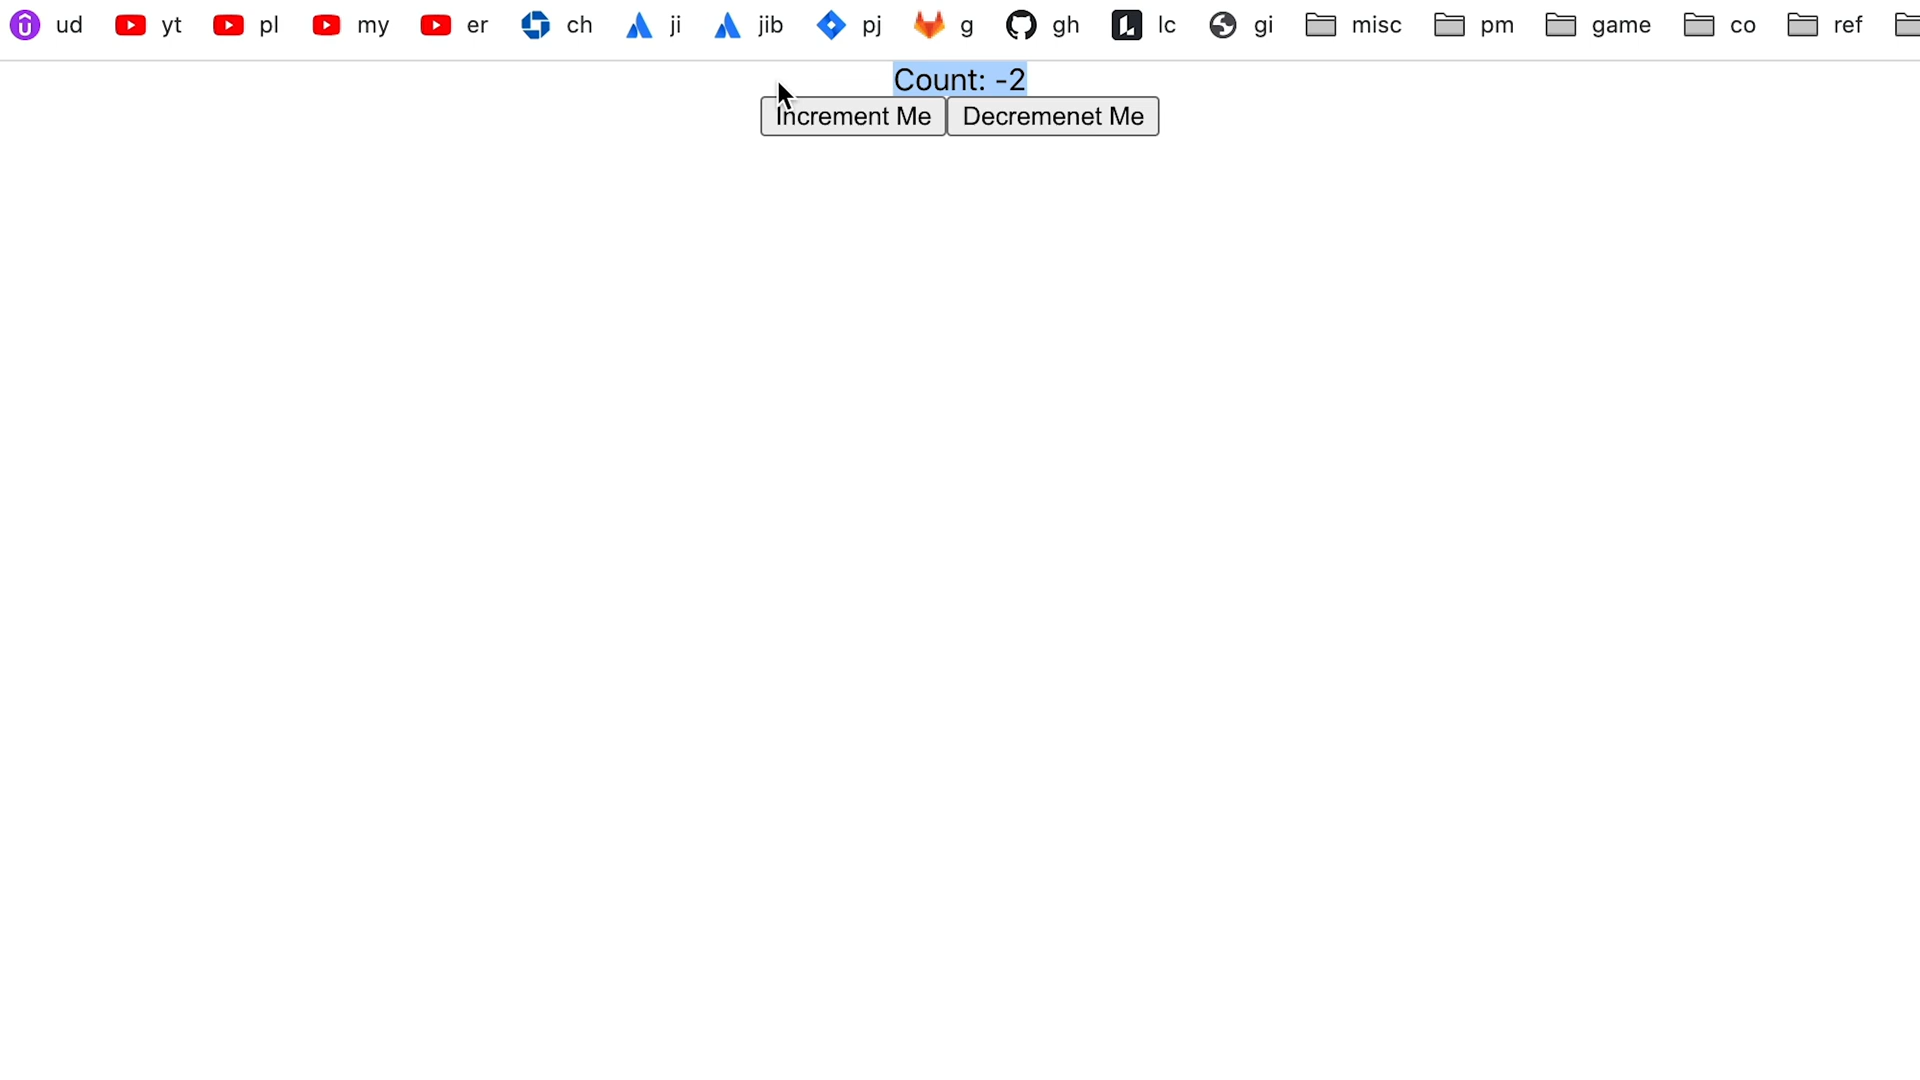 ud yt pl my er ch ji jib pj g gh lc gi misc pm game co ref
Count: -2
Increment Me Decremenet Me